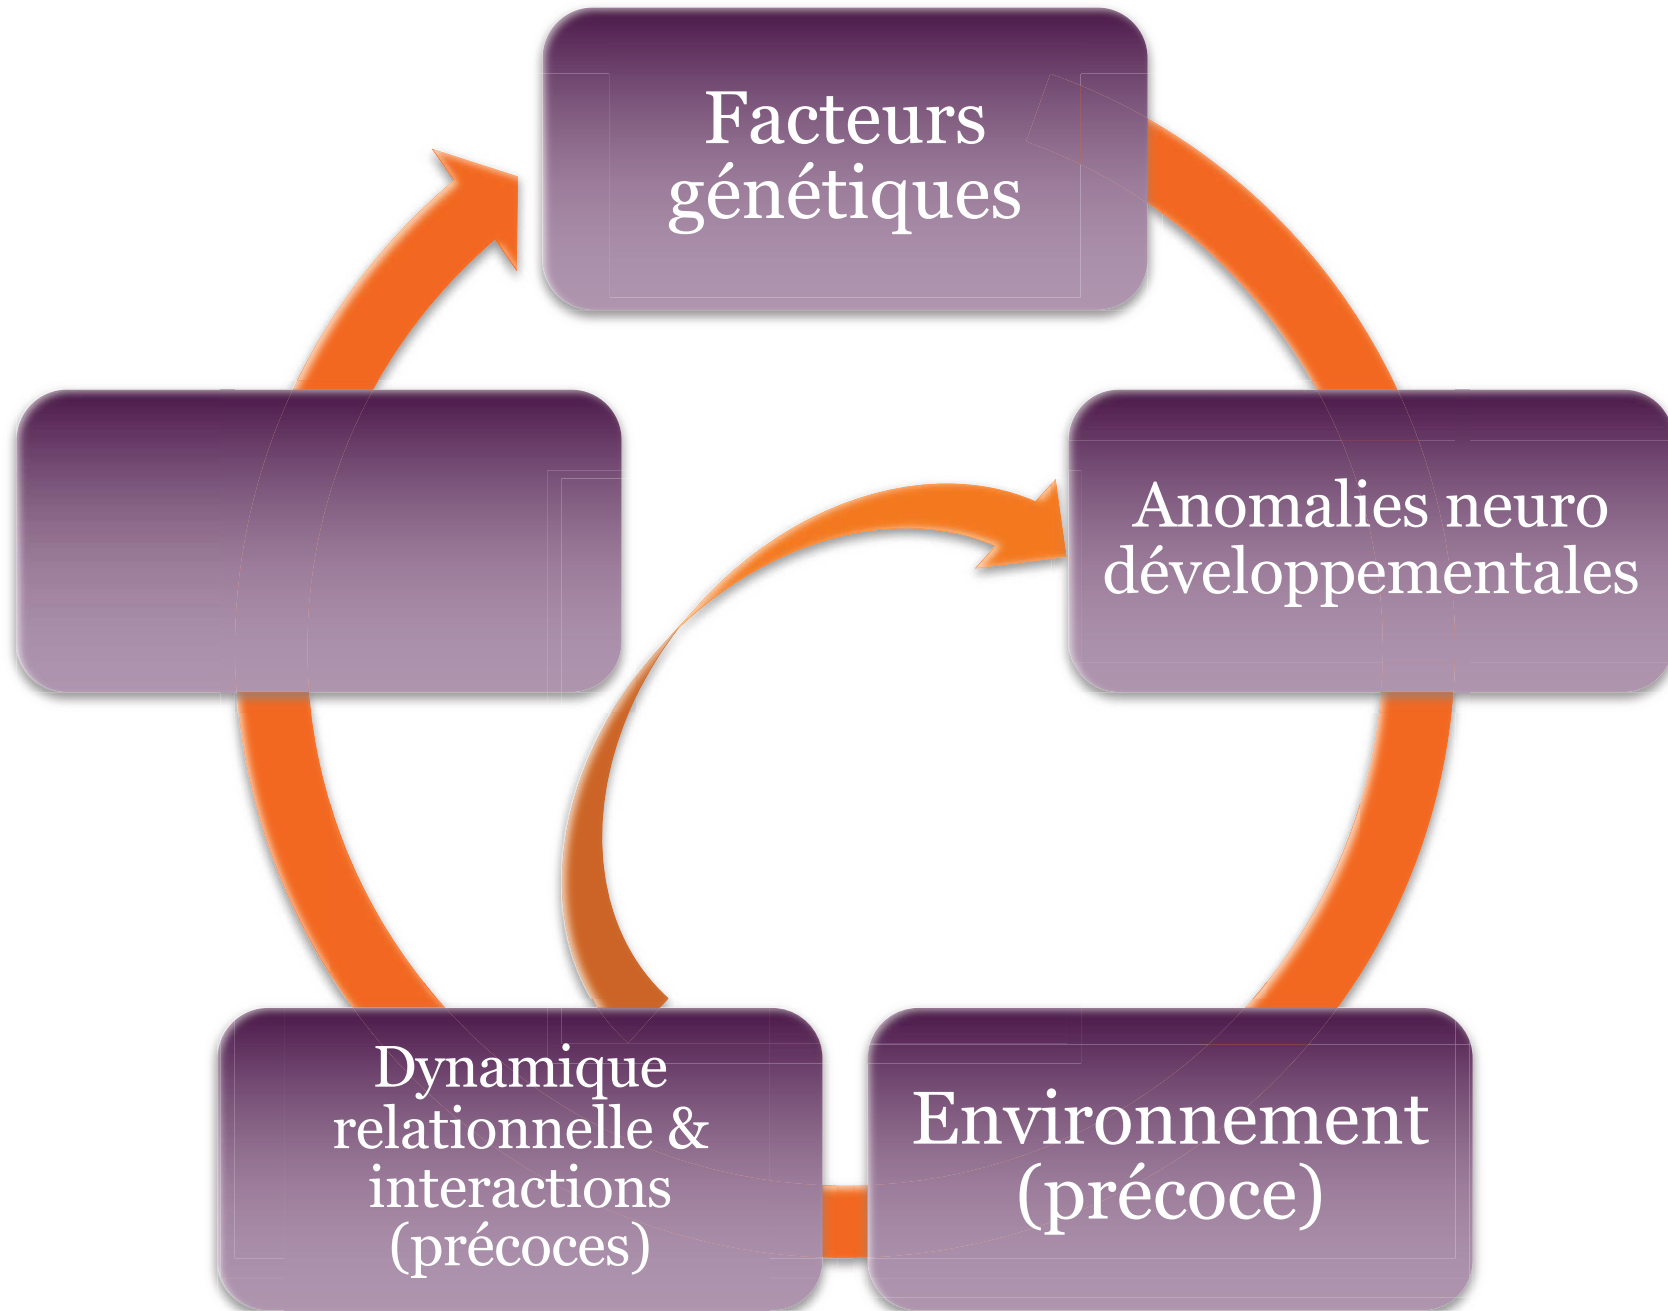 Facteurs
génétiques
Anomalies neuro
développementales
Environnement
(précoce)
Dynamique
relationnelle &
interactions
(précoces)